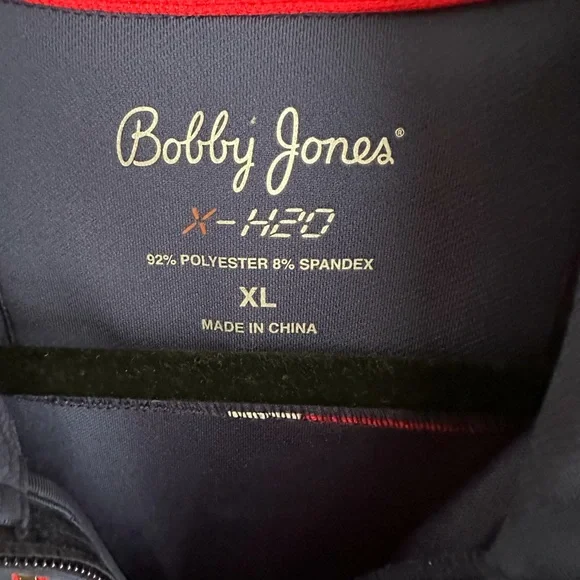 Bobby Jones®
X-H2O
92% POLYESTER 8% SPANDEX
XL
MADE IN CHINA